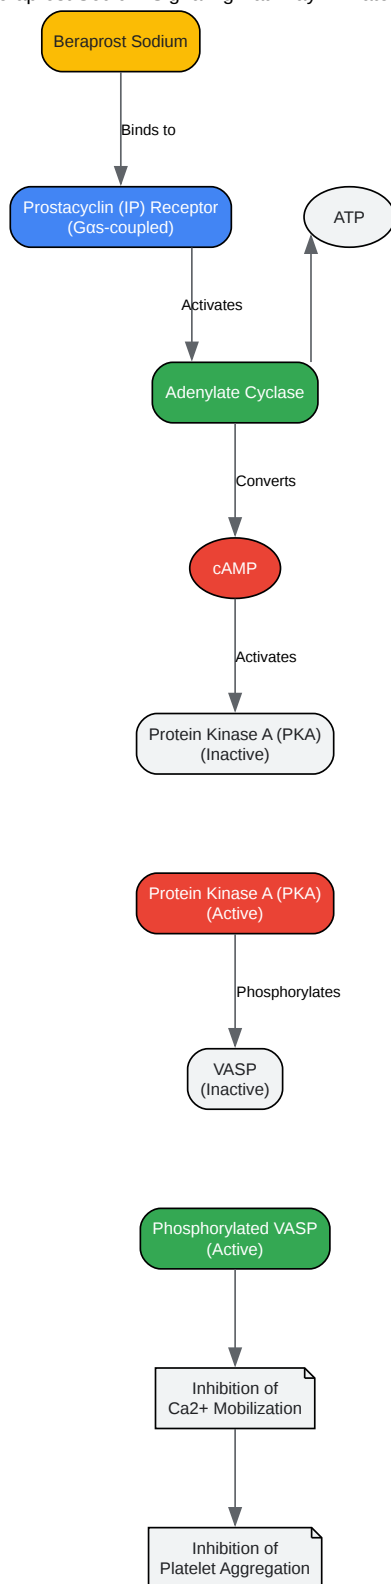 Beraprost Sodium
Binds to
Prostacyclin (IP) Receptor
(Gαs-coupled)
ATP
Activates
Adenylate Cyclase
Converts
cAMP
Activates
Protein Kinase A (PKA)
(Inactive)
Protein Kinase A (PKA)
(Active)
Phosphorylates
VASP
(Inactive)
Phosphorylated VASP
(Active)
Inhibition of
Ca2+ Mobilization
Inhibition of
Platelet Aggregation